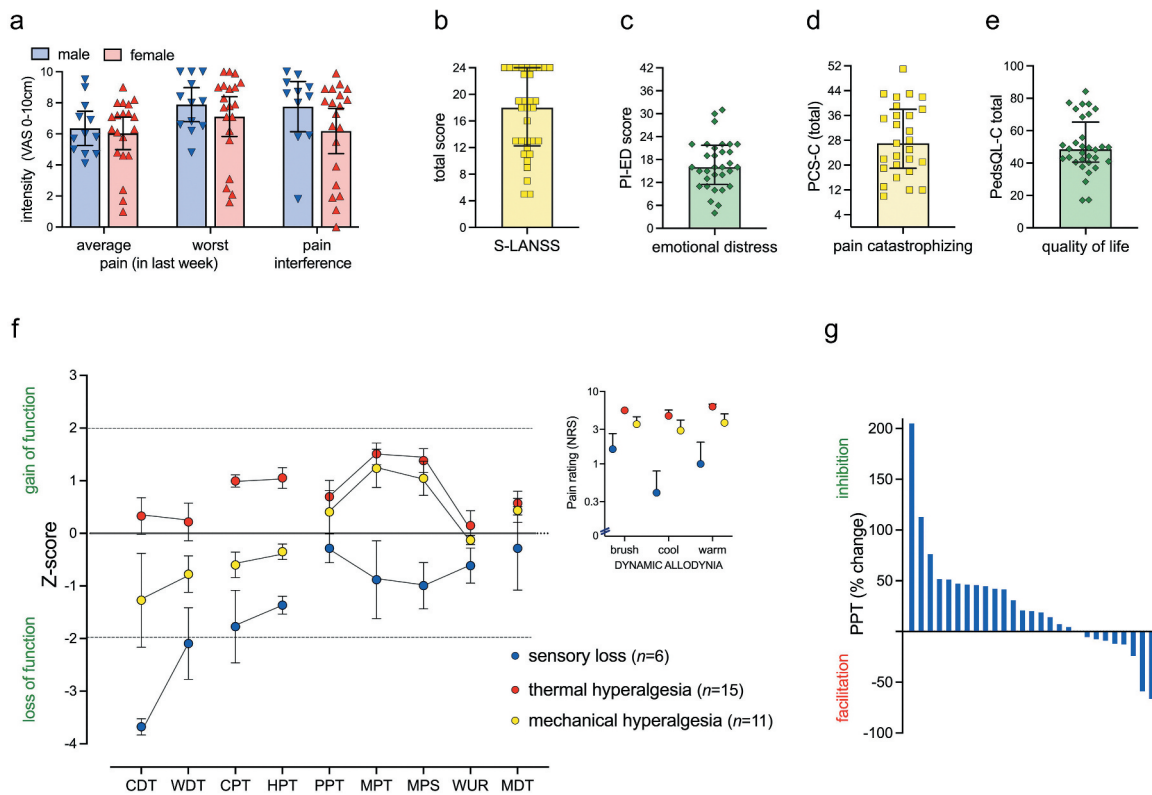 a
male
female
intensity (VAS 0-10cm)
10
8
6
4
2
0
average
worst
pain
pain (in last week)
interference
b
total score
24
20
16
12
8
4
0
S-LANSS
c
PI-ED score
42
36
30
24
18
12
6
0
emotional distress
d
PCS-C (total)
52
44
36
28
20
12
4
pain catastrophizing
e
PedsQL-C total
100
80
60
40
20
0
quality of life
f
gain of function
loss of function
Z-score
3
2
1
0
-1
-2
-3
-4
CDT WDT CPT HPT PPT MPT MPS WUR MDT
sensory loss (n=6)
thermal hyperalgesia (n=15)
mechanical hyperalgesia (n=11)
Pain rating (NRS)
10
3
1
0.3
0
brush cool warm
DYNAMIC ALLODYNIA
g
inhibition
facilitation
PPT (% change)
200
150
100
50
0
-50
-100